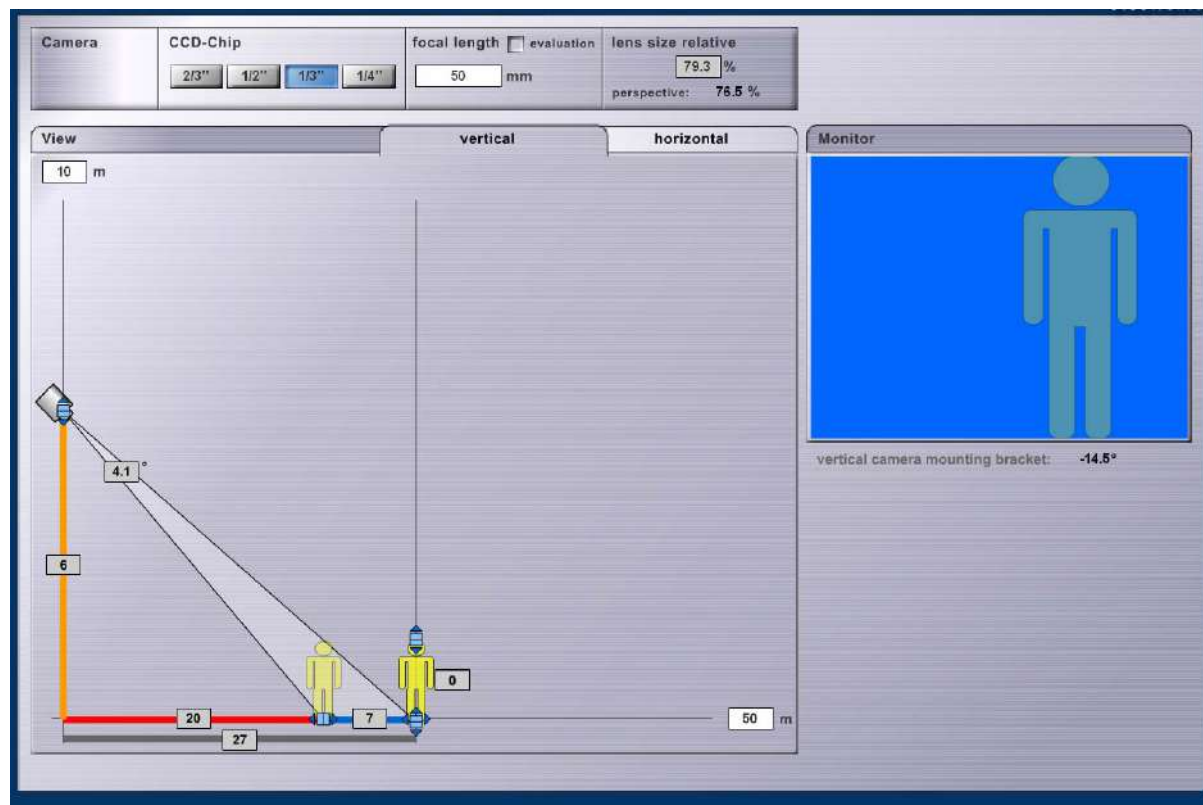 Camera
CCD-Chip
2/3"
1/2"
1/3"
1/4"
focal length
evaluation
50 mm
lens size relative
79.3 %
perspective: 76.5 %
View
vertical
horizontal
Monitor
10 m
4.1 °
6
0
20
7
50 m
27
vertical camera mounting bracket: -14.5°